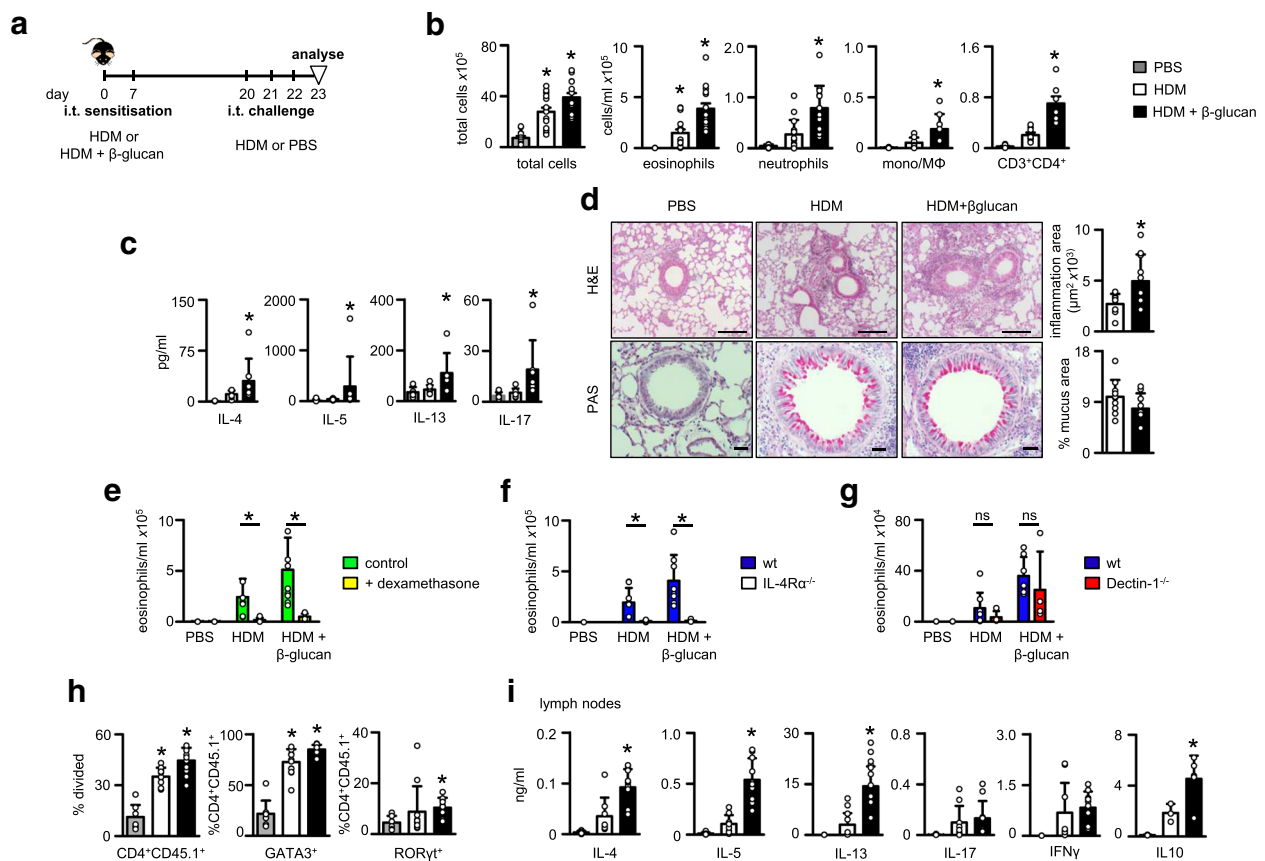 a
analyse
day 0 7 20 21 22 23
i.t. sensitisation i.t. challenge
HDM or
HDM + β-glucan
HDM or PBS
b
total cells x10⁵
80
40
0
total cells
* *
cells/ml x10⁵
10
5
0
eosinophils
* *
2.0
1.0
0
neutrophils
*
1.0
0.5
0
mono/MΦ
*
1.6
0.8
0
CD3⁺CD4⁺
*
PBS
HDM
HDM + β-glucan
c
pg/ml
150
75
0
IL-4
*
2000
1000
0
IL-5
*
400
200
0
IL-13
*
60
30
0
IL-17
*
d
PBS HDM HDM+βglucan
H&E
PAS
inflammation area
(µm² x10³)
10
5
0
*
% mucus area
18
9
0
e
eosinophils/ml x10⁵
10
5
0
* *
PBS HDM HDM +
β-glucan
control
+ dexamethasone
f
eosinophils/ml x10⁵
10
5
0
* *
PBS HDM HDM +
β-glucan
wt
IL-4Rα⁻/⁻
g
eosinophils/ml x10⁴
80
40
0
ns ns
PBS HDM HDM +
β-glucan
wt
Dectin-1⁻/⁻
h
% divided
60
30
0
* *
CD4⁺CD45.1⁺
%CD4⁺CD45.1⁺
100
50
0
* *
GATA3⁺
%CD4⁺CD45.1⁺
40
20
0
*
RORγt⁺
i
lymph nodes
ng/ml
0.2
0.1
0
*
IL-4
1.0
0.5
0
*
IL-5
30
15
0
*
IL-13
0.8
0.4
0
IL-17
3.0
1.5
0
IFNγ
8
4
0
*
IL10